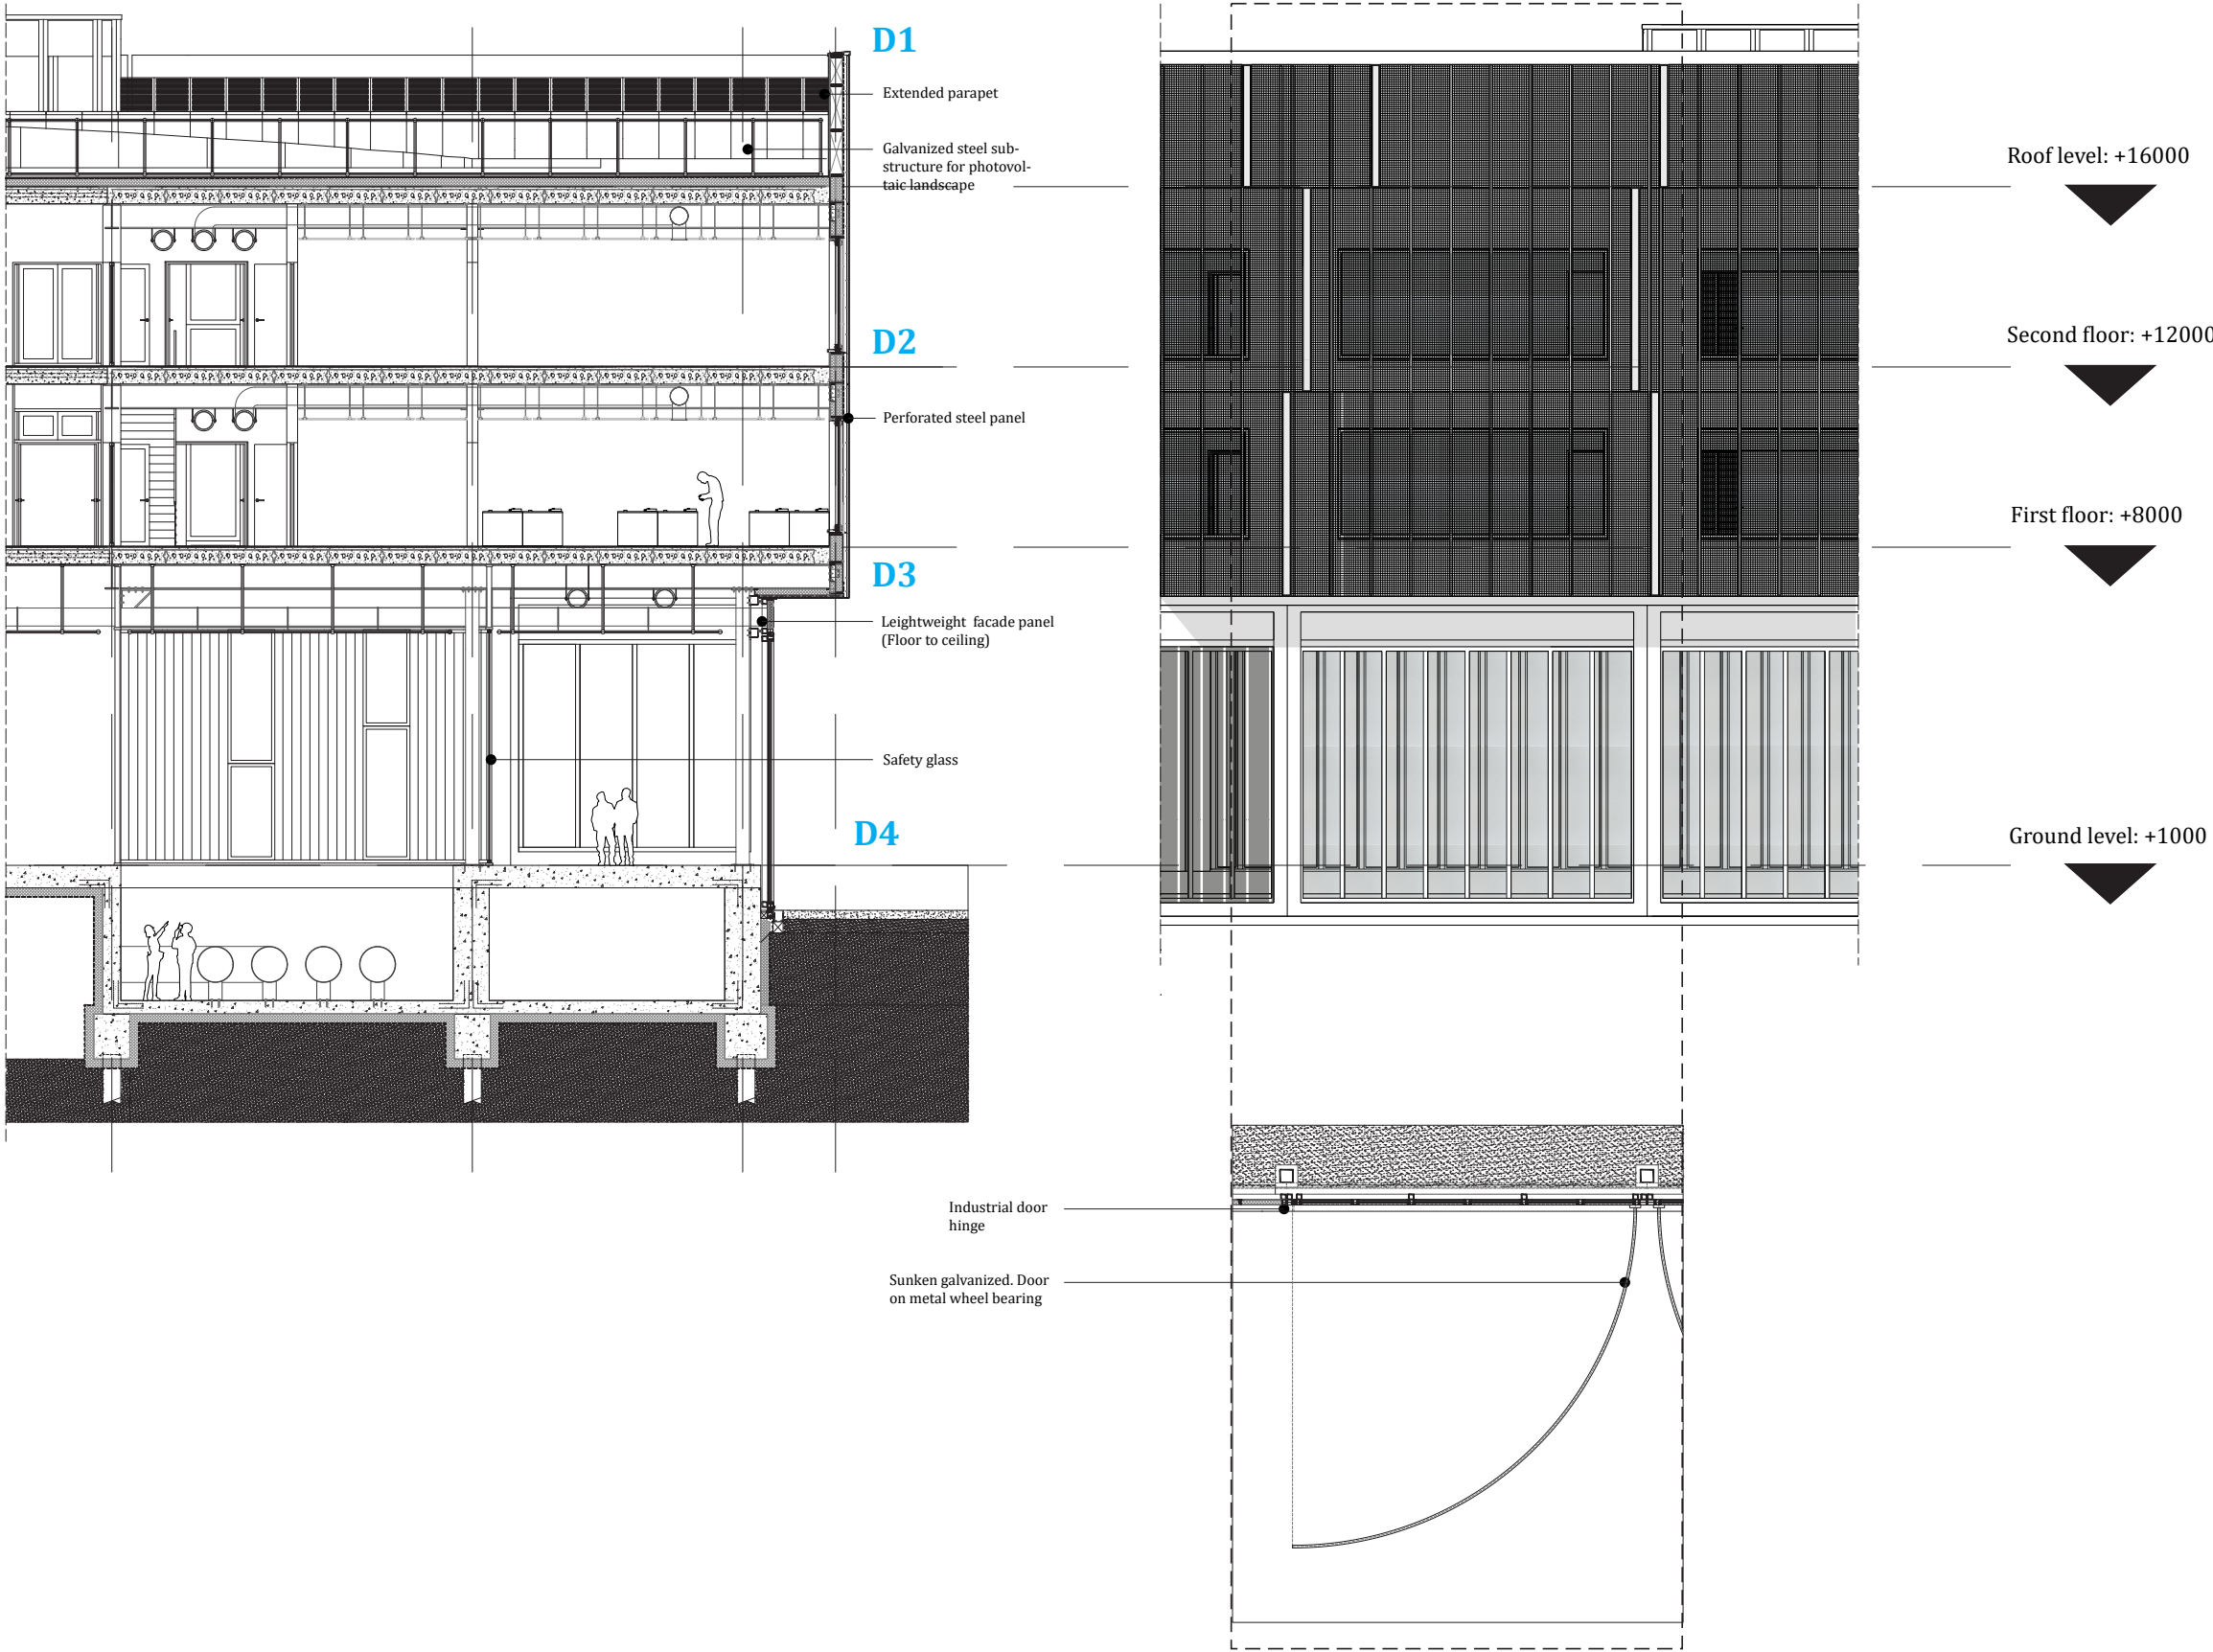 D1
Extended parapet
Galvanized steel sub-
structure for photovol-
taic landscape
D2
Perforated steel panel
D3
Leightweight facade panel
(Floor to ceiling)
Safety glass
D4
Roof level: +16000
Second floor: +12000
First floor: +8000
Ground level: +1000
Industrial door
hinge
Sunken galvanized. Door
on metal wheel bearing